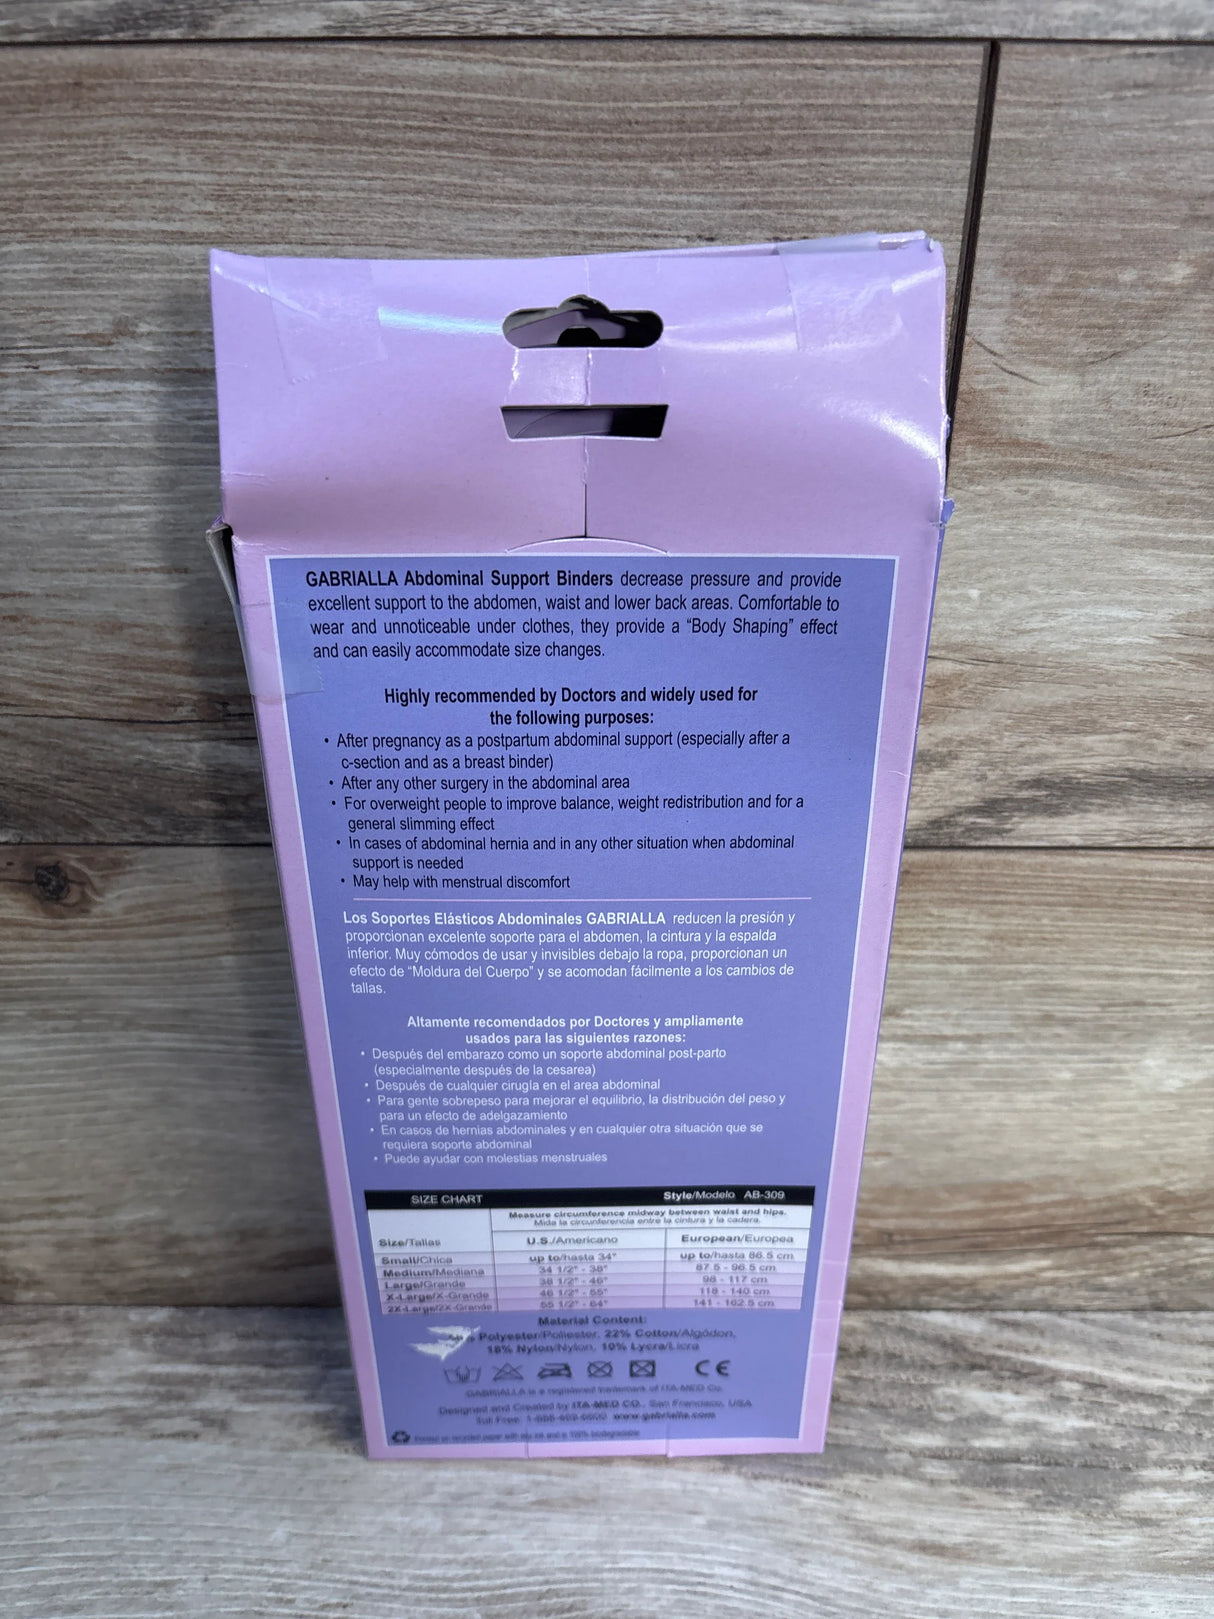 GABRIALLA Abdominal Support Binders decrease pressure and provide
excellent support to the abdomen, waist and lower back areas. Comfortable to
wear and unnoticeable under clothes, they provide a “Body Shaping” effect
and can easily accommodate size changes.
Highly recommended by Doctors and widely used for
the following purposes:
• After pregnancy as a postpartum abdominal support (especially after a
c-section and as a breast binder)
• After any other surgery in the abdominal area
• For overweight people to improve balance, weight redistribution and for a
general slimming effect
• In cases of abdominal hernia and in any other situation when abdominal
support is needed
• May help with menstrual discomfort
Los Soportes Elásticos Abdominales GABRIALLA reducen la presión y
proporcionan excelente soporte para el abdomen, la cintura y la espalda
inferior. Muy cómodos de usar y invisibles debajo la ropa, proporcionan un
efecto de “Moldura del Cuerpo” y se acomodan fácilmente a los cambios de
tallas.
Altamente recomendados por Doctores y ampliamente
usados para las siguientes razones:
• Después del embarazo como un soporte abdominal post-parto
(especialmente después de la cesarea)
• Después de cualquier cirugía en el area abdominal
• Para gente sobrepeso para mejorar el equilibrio, la distribución del peso y
para un efecto de adelgazamiento
• En casos de hernias abdominales y en cualquier otra situación que se
requiera soporte abdominal
• Puede ayudar con molestias menstruales
SIZE CHART Style/Modelo AB-309
Measure circumference midway between waist and hips.
Mida la circunferencia entre la cintura y la cadera.
Size/Tallas U.S./Americano European/Europea
Small/Chica up to/hasta 34" up to/hasta 86.5 cm
Medium/Mediana 34 1/2" - 38" 87.5 - 96.5 cm
Large/Grande 38 1/2" - 46" 98 - 117 cm
X-Large/X-Grande 46 1/2" - 55" 118 - 140 cm
2X-Large/2X-Grande 55 1/2" - 64" 141 - 162.5 cm
Material Content:
% Polyester/Poliester, 22% Cotton/Algódon,
18% Nylon/Nylon, 10% Lycra/Licra
CE
GABRIALLA is a registered trademark of ITA-MED Co.
Designed and Created by ITA-MED CO., San Francisco, USA
www.gabrialla.com